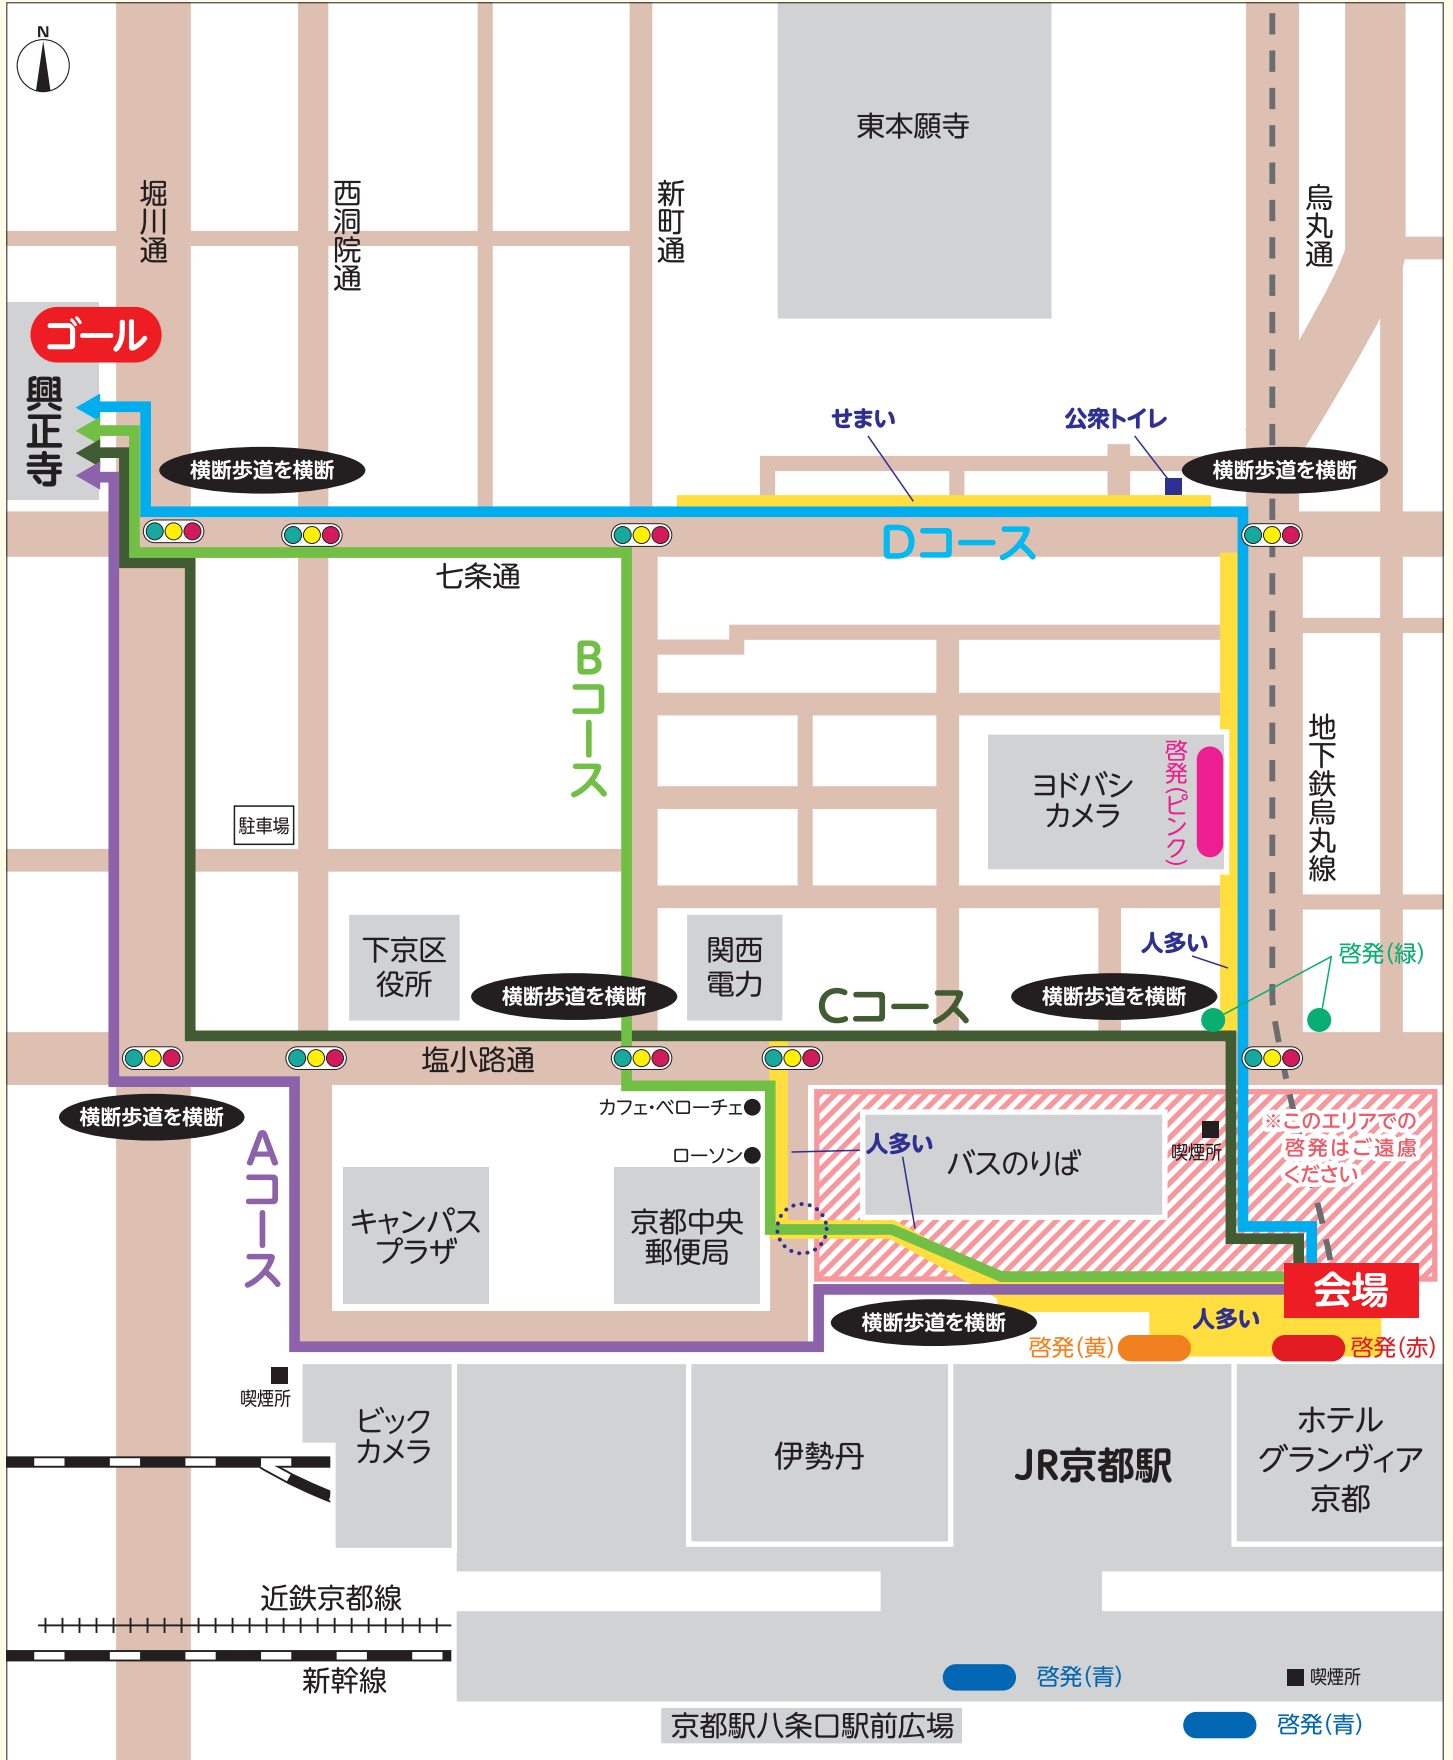 N
東本願寺
堀川通
西洞院通
新町通
烏丸通
ゴール
興正寺
せまい
公衆トイレ
横断歩道を横断
横断歩道を横断
Dコース
七条通
Bコース
地下鉄烏丸線
ヨドバシ
カメラ
啓発(ピンク)
駐車場
下京区
役所
関西
電力
人多い
啓発(緑)
横断歩道を横断
横断歩道を横断
Cコース
塩小路通
横断歩道を横断
カフェ・ベローチェ
ローソン
Aコース
人多い
バスのりば
喫煙所
※このエリアでの
啓発はご遠慮
ください
キャンパス
プラザ
京都中央
郵便局
会場
横断歩道を横断
人多い
啓発(黄)
啓発(赤)
喫煙所
ビック
カメラ
伊勢丹
JR京都駅
ホテル
グランヴィア
京都
近鉄京都線
新幹線
啓発(青)
喫煙所
京都駅八条口駅前広場
啓発(青)